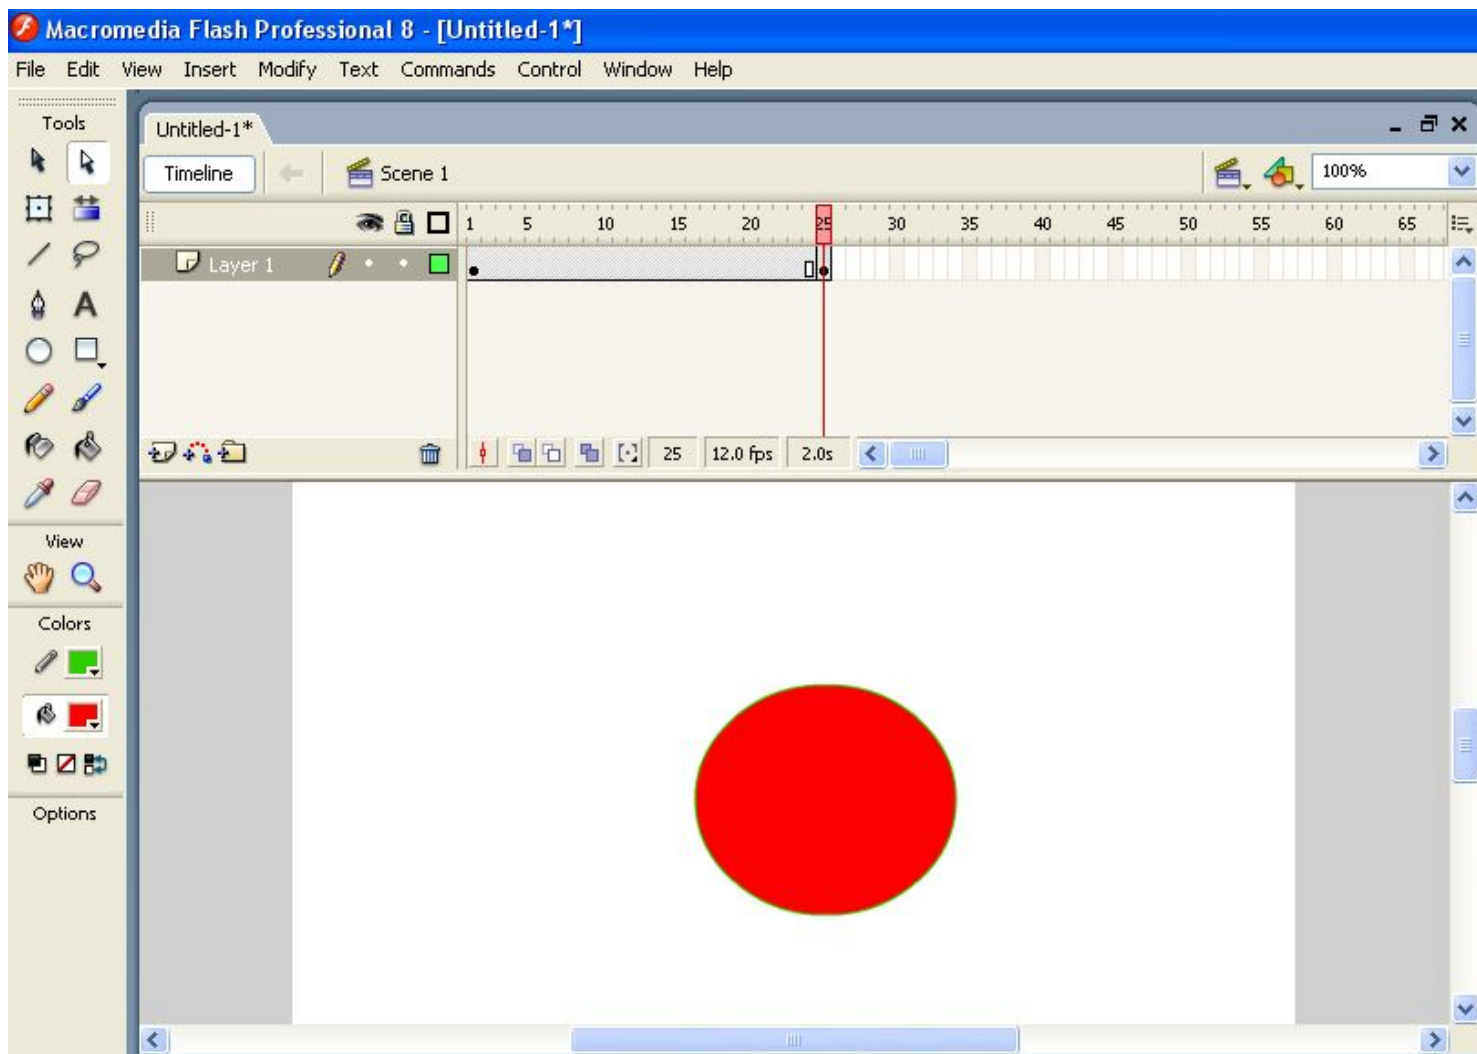 Macromedia Flash Professional 8 - [Untitled-1*]
File Edit View Insert Modify Text Commands Control Window Help
Tools
Untitled-1*
Timeline Scene 1 100%
1 5 10 15 20 25 30 35 40 45 50 55 60 65
Layer 1
A
25 12.0 fps 2.0s
View
Colors
Options